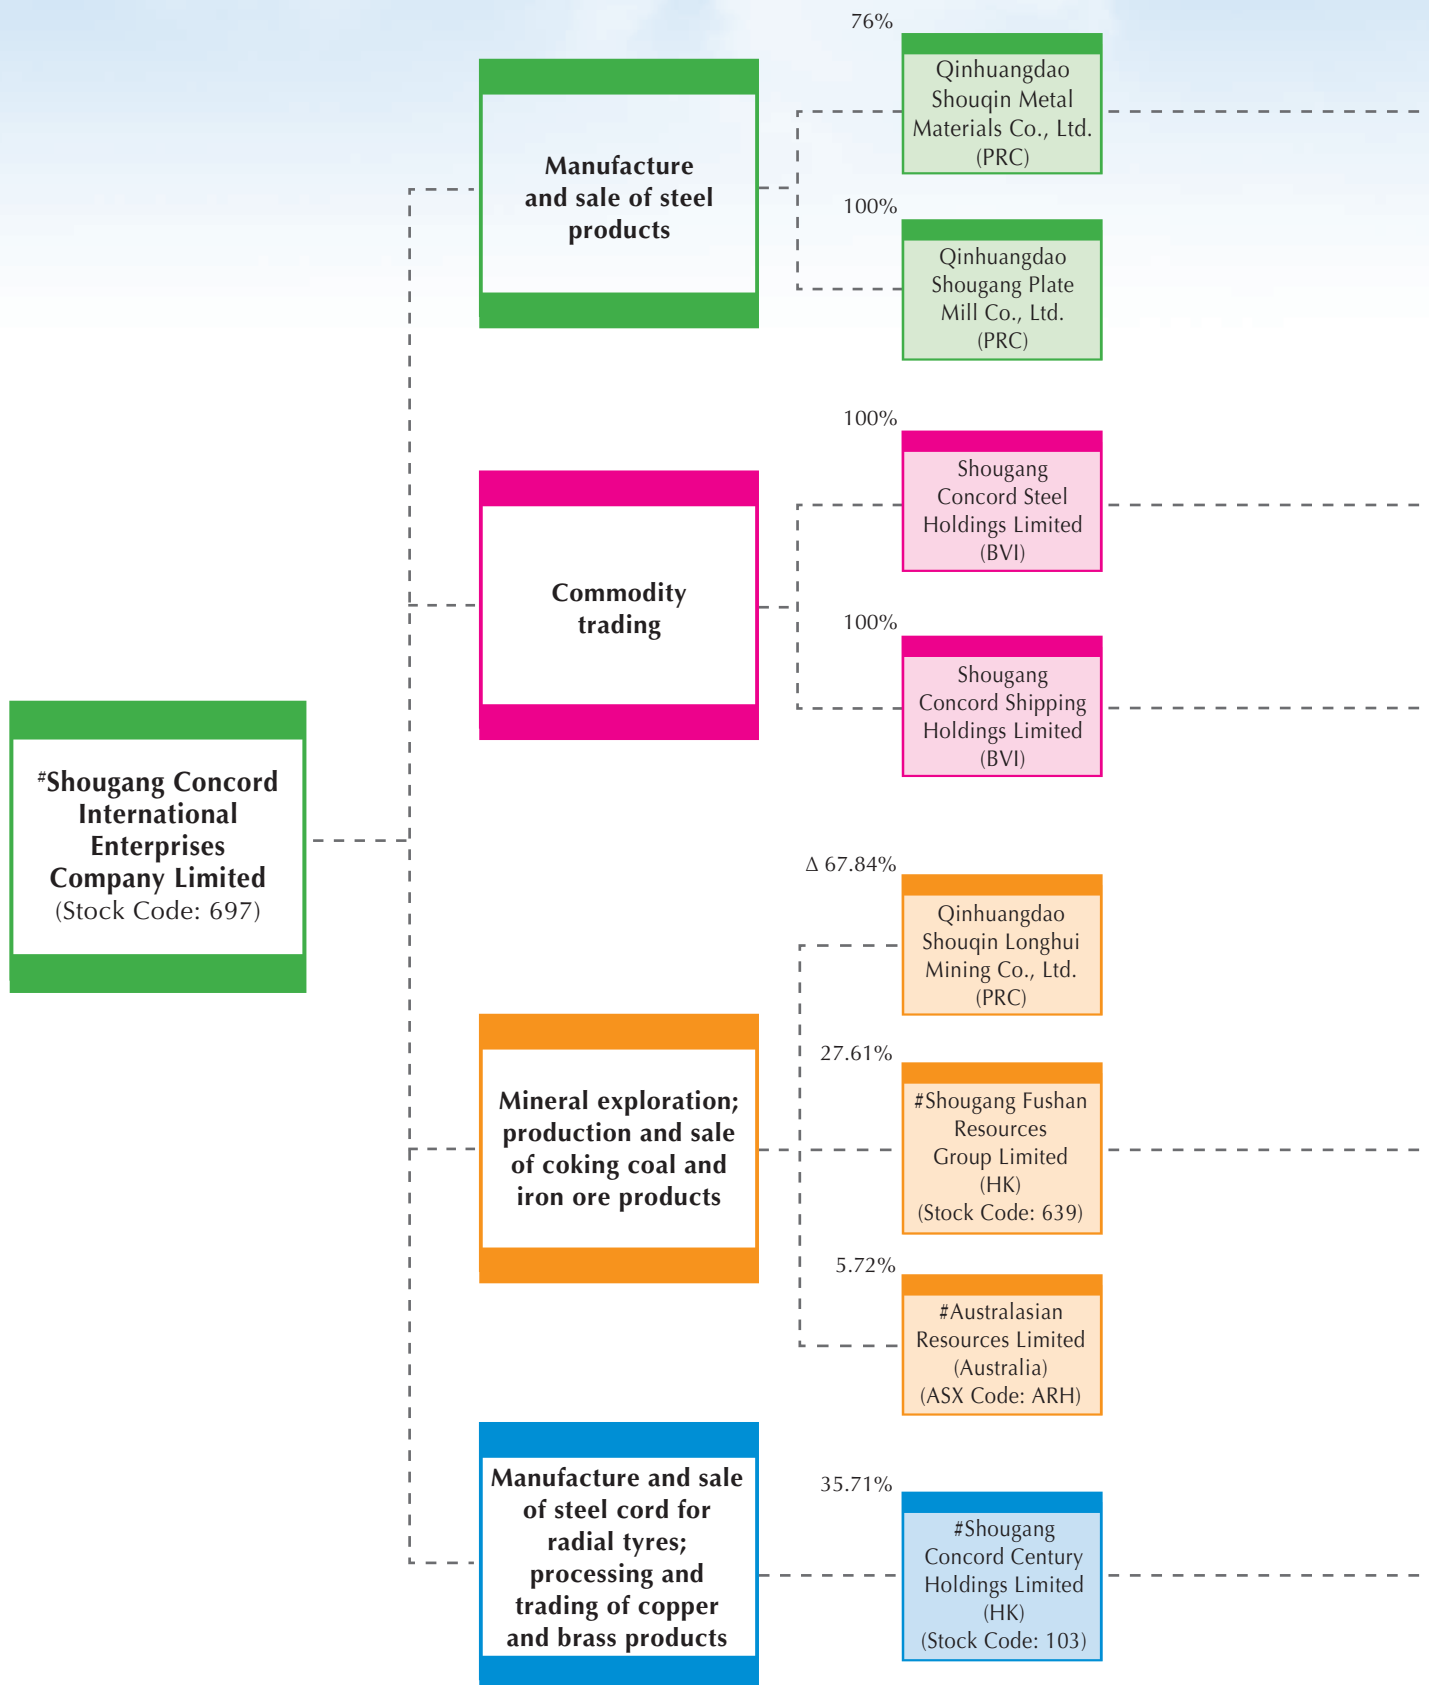 #Shougang Concord
International
Enterprises
Company Limited
(Stock Code: 697)
Manufacture
and sale of steel
products
76%
Qinhuangdao
Shouqin Metal
Materials Co., Ltd.
(PRC)
100%
Qinhuangdao
Shougang Plate
Mill Co., Ltd.
(PRC)
Commodity
trading
100%
Shougang
Concord Steel
Holdings Limited
(BVI)
100%
Shougang
Concord Shipping
Holdings Limited
(BVI)
Mineral exploration;
production and sale
of coking coal and
iron ore products
Δ 67.84%
Qinhuangdao
Shouqin Longhui
Mining Co., Ltd.
(PRC)
27.61%
#Shougang Fushan
Resources
Group Limited
(HK)
(Stock Code: 639)
5.72%
#Australasian
Resources Limited
(Australia)
(ASX Code: ARH)
Manufacture and sale
of steel cord for
radial tyres;
processing and
trading of copper
and brass products
35.71%
#Shougang
Concord Century
Holdings Limited
(HK)
(Stock Code: 103)